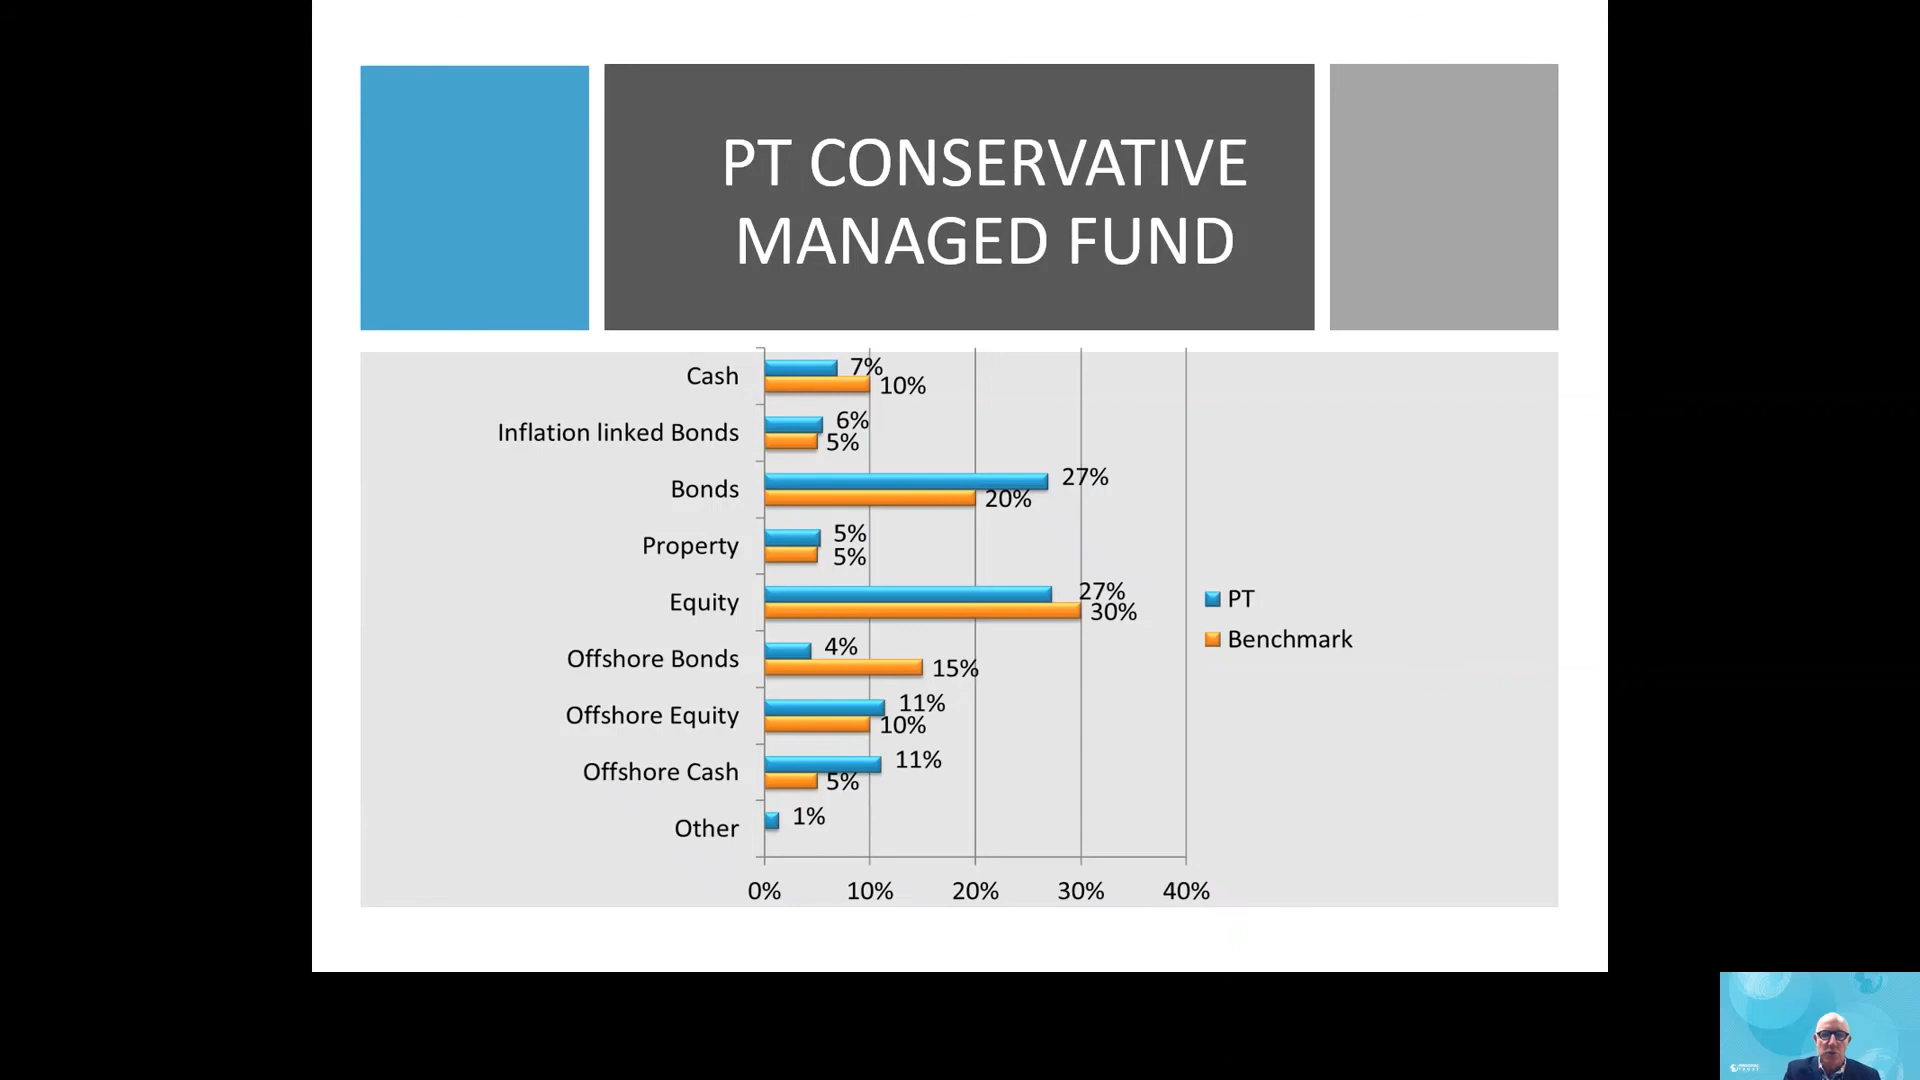 PT CONSERVATIVE
MANAGED FUND
Cash
7%
10%
Inflation linked Bonds
6%
5%
Bonds
27%
20%
Property
5%
5%
Equity
27%
30%
Offshore Bonds
4%
15%
Offshore Equity
11%
10%
Offshore Cash
11%
5%
Other
1%
0% 10% 20% 30% 40%
PT
Benchmark